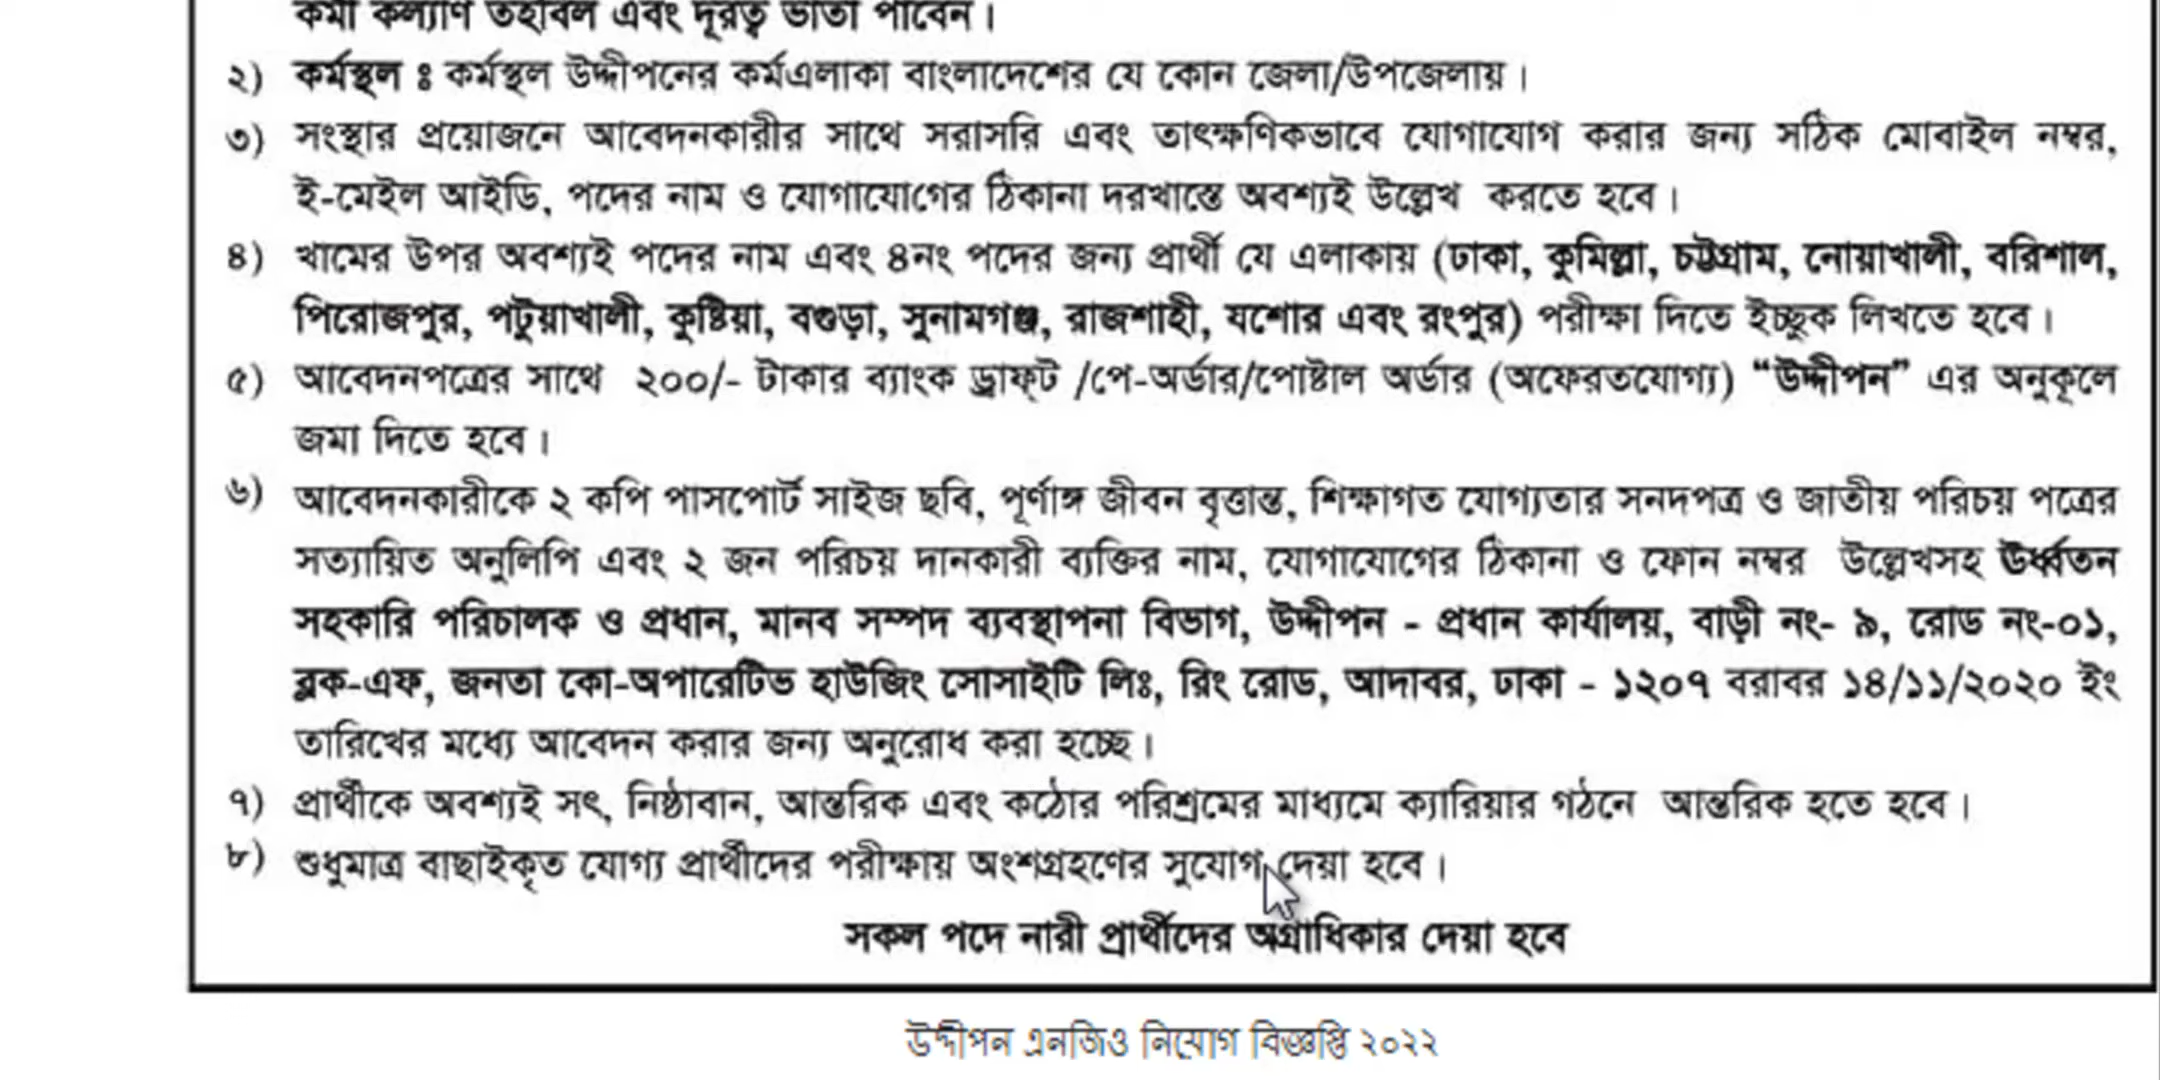 কর্মী কল্যাণ তহবিল এবং দূরত্ব ভাতা পাবেন।
২) কর্মস্থল ঃ কর্মস্থল উদ্দীপনের কর্মএলাকা বাংলাদেশের যে কোন জেলা/উপজেলায়।
৩) সংস্থার প্রয়োজনে আবেদনকারীর সাথে সরাসরি এবং তাৎক্ষণিকভাবে যোগাযোগ করার জন্য সঠিক মোবাইল নম্বর,
ই-মেইল আইডি, পদের নাম ও যোগাযোগের ঠিকানা দরখাস্তে অবশ্যই উল্লেখ করতে হবে।
৪) খামের উপর অবশ্যই পদের নাম এবং ৪নং পদের জন্য প্রার্থী যে এলাকায় (ঢাকা, কুমিল্লা, চট্টগ্রাম, নোয়াখালী, বরিশাল,
পিরোজপুর, পটুয়াখালী, কুষ্টিয়া, বগুড়া, সুনামগঞ্জ, রাজশাহী, যশোর এবং রংপুর) পরীক্ষা দিতে ইচ্ছুক লিখতে হবে।
৫) আবেদনপত্রের সাথে ২০০/- টাকার ব্যাংক ড্রাফ্ট /পে-অর্ডার/পোষ্টাল অর্ডার (অফেরতযোগ্য) “উদ্দীপন” এর অনুকূলে
জমা দিতে হবে।
৬) আবেদনকারীকে ২ কপি পাসপোর্ট সাইজ ছবি, পূর্ণাঙ্গ জীবন বৃত্তান্ত, শিক্ষাগত যোগ্যতার সনদপত্র ও জাতীয় পরিচয় পত্রের
সত্যায়িত অনুলিপি এবং ২ জন পরিচয় দানকারী ব্যক্তির নাম, যোগাযোগের ঠিকানা ও ফোন নম্বর উল্লেখসহ ঊর্ধ্বতন
সহকারি পরিচালক ও প্রধান, মানব সম্পদ ব্যবস্থাপনা বিভাগ, উদ্দীপন - প্রধান কার্যালয়, বাড়ী নং- ৯, রোড নং-০১,
ব্লক-এফ, জনতা কো-অপারেটিভ হাউজিং সোসাইটি লিঃ, রিং রোড, আদাবর, ঢাকা - ১২০৭ বরাবর ১৪/১১/২০২০ ইং
তারিখের মধ্যে আবেদন করার জন্য অনুরোধ করা হচ্ছে।
৭) প্রার্থীকে অবশ্যই সৎ, নিষ্ঠাবান, আন্তরিক এবং কঠোর পরিশ্রমের মাধ্যমে ক্যারিয়ার গঠনে আন্তরিক হতে হবে।
৮) শুধুমাত্র বাছাইকৃত যোগ্য প্রার্থীদের পরীক্ষায় অংশগ্রহণের সুযোগ দেয়া হবে।
সকল পদে নারী প্রার্থীদের অগ্রাধিকার দেয়া হবে
উদ্দীপন এনজিও নিয়োগ বিজ্ঞপ্তি ২০২২